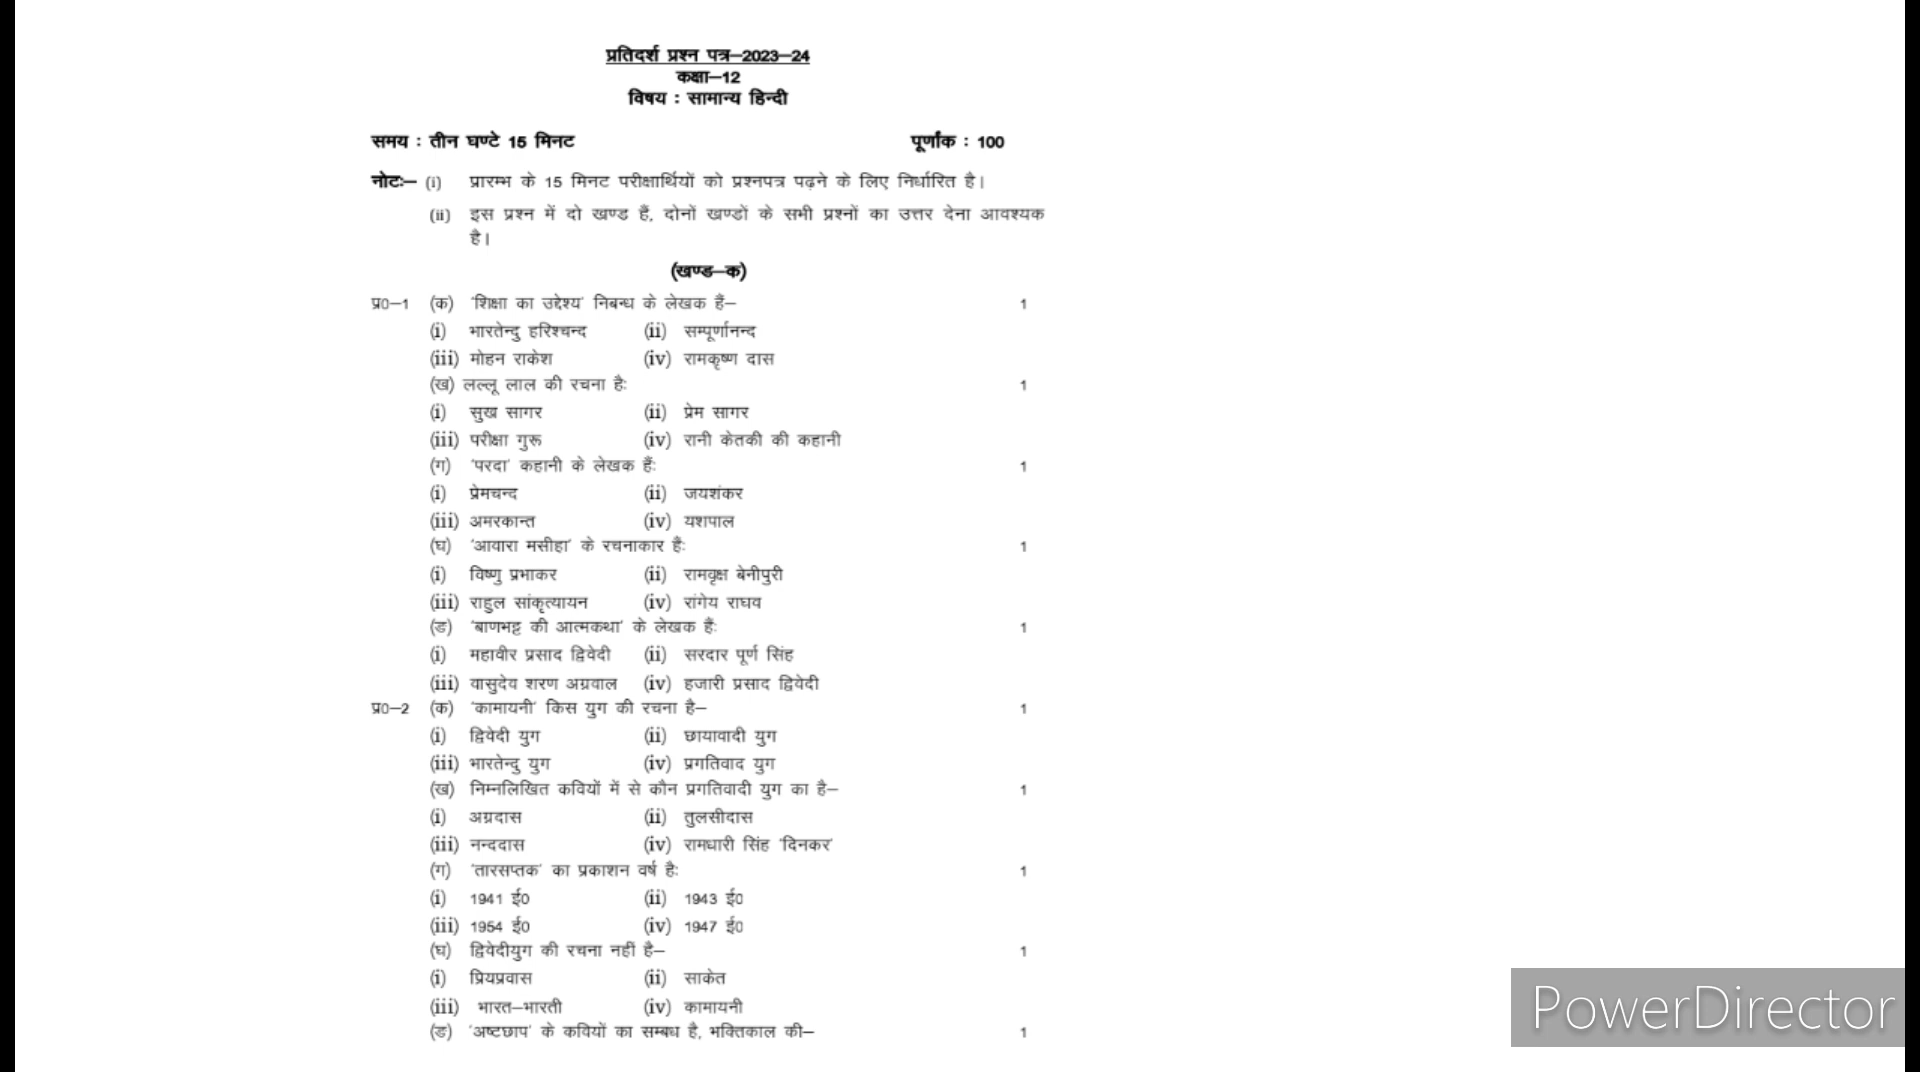 प्रतिदर्श प्रश्न पत्र–2023–24
कक्षा–12
विषय : सामान्य हिन्दी
समय : तीन घण्टे 15 मिनट पूर्णांक : 100
नोटः– (i) प्रारम्भ के 15 मिनट परीक्षार्थियों को प्रश्नपत्र पढ़ने के लिए निर्धारित है।
(ii) इस प्रश्न में दो खण्ड हैं, दोनों खण्डों के सभी प्रश्नों का उत्तर देना आवश्यक
है।
(खण्ड–क)
प्र0–1 (क) 'शिक्षा का उद्देश्य' निबन्ध के लेखक हैं– 1
(i) भारतेन्दु हरिश्चन्द (ii) सम्पूर्णानन्द
(iii) मोहन राकेश (iv) रामकृष्ण दास
(ख) लल्लू लाल की रचना हैः 1
(i) सुख सागर (ii) प्रेम सागर
(iii) परीक्षा गुरू (iv) रानी केतकी की कहानी
(ग) 'परदा' कहानी के लेखक हैंः 1
(i) प्रेमचन्द (ii) जयशंकर
(iii) अमरकान्त (iv) यशपाल
(घ) 'आवारा मसीहा' के रचनाकार हैंः 1
(i) विष्णु प्रभाकर (ii) रामवृक्ष बेनीपुरी
(iii) राहुल सांकृत्यायन (iv) रांगेय राघव
(ङ) 'बाणभट्ट की आत्मकथा' के लेखक हैंः 1
(i) महावीर प्रसाद द्विवेदी (ii) सरदार पूर्ण सिंह
(iii) वासुदेव शरण अग्रवाल (iv) हजारी प्रसाद द्विवेदी
प्र0–2 (क) 'कामायनी' किस युग की रचना है– 1
(i) द्विवेदी युग (ii) छायावादी युग
(iii) भारतेन्दु युग (iv) प्रगतिवाद युग
(ख) निम्नलिखित कवियों में से कौन प्रगतिवादी युग का है– 1
(i) अग्रदास (ii) तुलसीदास
(iii) नन्ददास (iv) रामधारी सिंह 'दिनकर'
(ग) 'तारसप्तक' का प्रकाशन वर्ष हैः 1
(i) 1941 ई0 (ii) 1943 ई0
(iii) 1954 ई0 (iv) 1947 ई0
(घ) द्विवेदीयुग की रचना नहीं है– 1
(i) प्रियप्रवास (ii) साकेत
(iii) भारत–भारती (iv) कामायनी
(ङ) 'अष्टछाप' के कवियों का सम्बध है, भक्तिकाल की– 1
PowerDirector